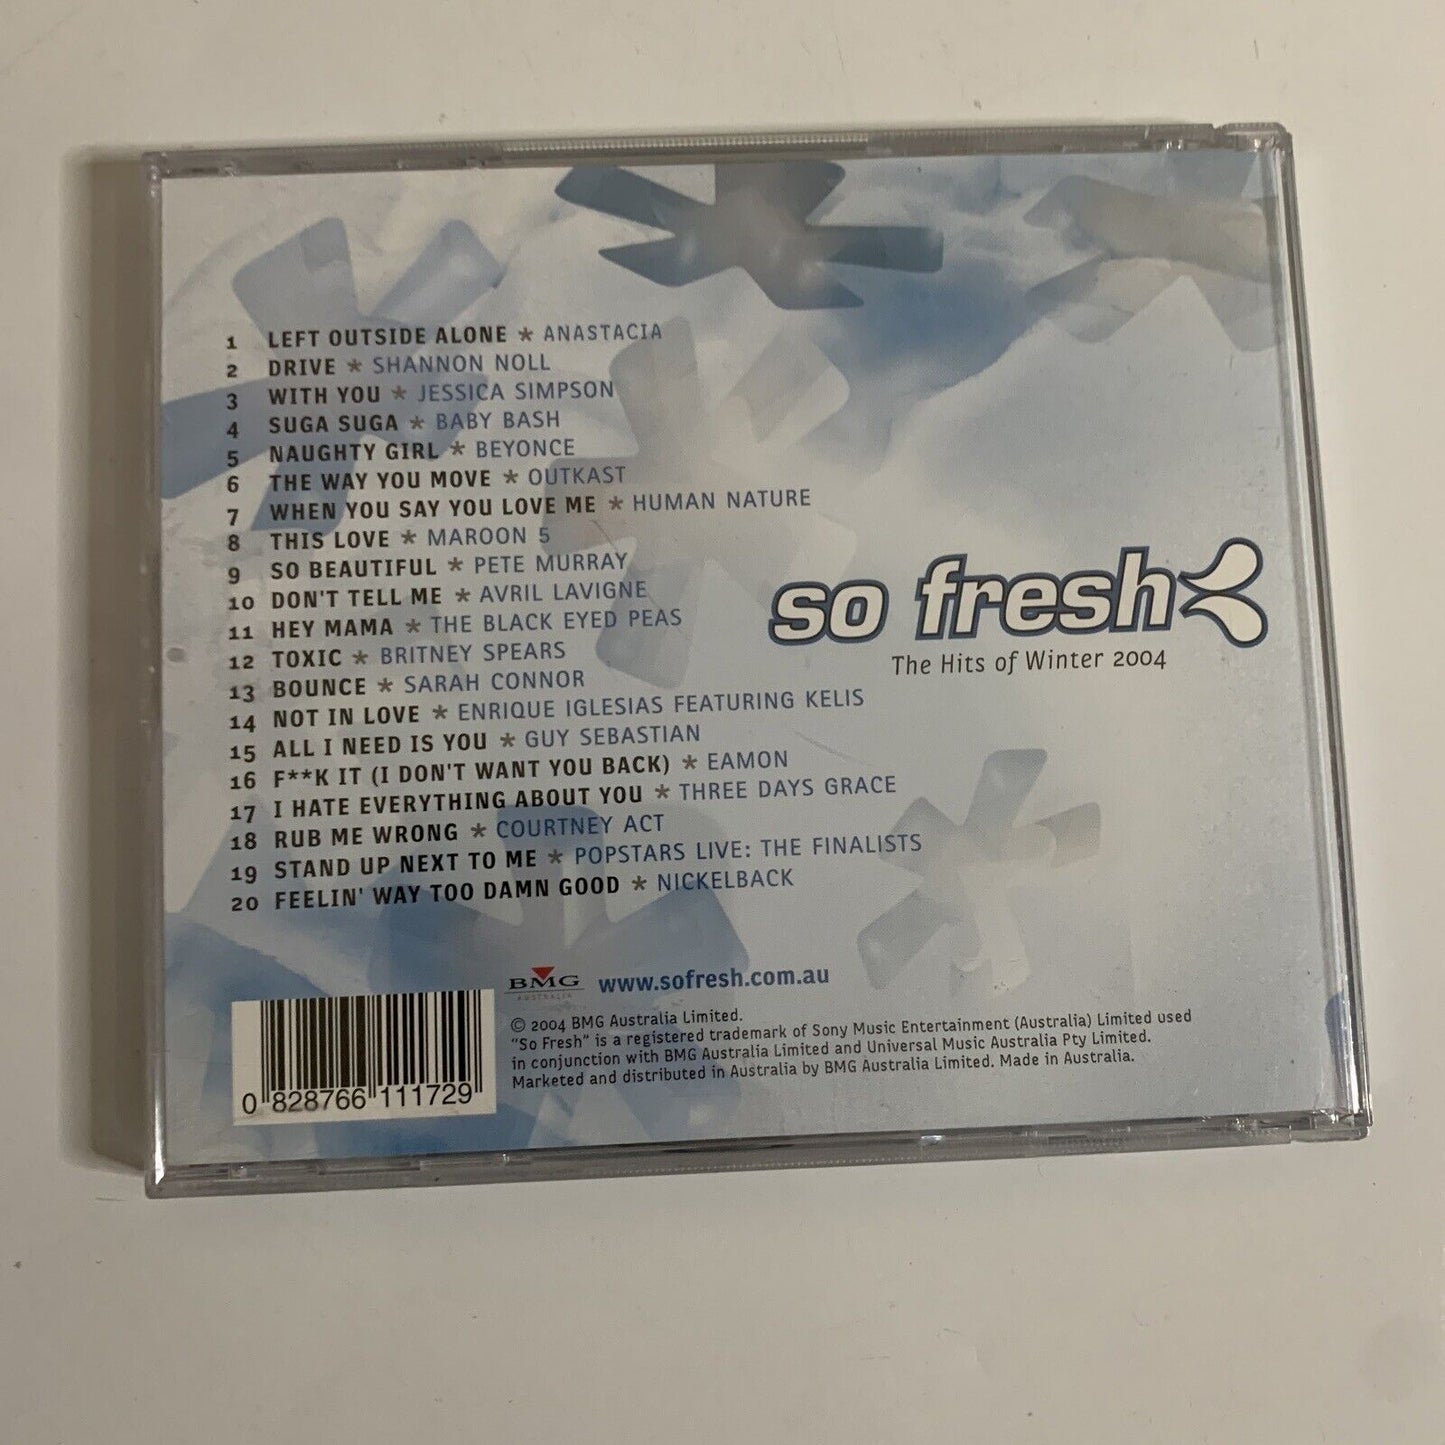 1 LEFT OUTSIDE ALONE * ANASTACIA
2 DRIVE * SHANNON NOLL
3 WITH YOU * JESSICA SIMPSON
4 SUGA SUGA * BABY BASH
5 NAUGHTY GIRL * BEYONCE
6 THE WAY YOU MOVE * OUTKAST
7 WHEN YOU SAY YOU LOVE ME * HUMAN NATURE
8 THIS LOVE * MAROON 5
9 SO BEAUTIFUL * PETE MURRAY
10 DON'T TELL ME * AVRIL LAVIGNE
11 HEY MAMA * THE BLACK EYED PEAS
12 TOXIC * BRITNEY SPEARS
13 BOUNCE * SARAH CONNOR
14 NOT IN LOVE * ENRIQUE IGLESIAS FEATURING KELIS
15 ALL I NEED IS YOU * GUY SEBASTIAN
16 F**K IT (I DON'T WANT YOU BACK) * EAMON
17 I HATE EVERYTHING ABOUT YOU * THREE DAYS GRACE
18 RUB ME WRONG * COURTNEY ACT
19 STAND UP NEXT TO ME * POPSTARS LIVE: THE FINALISTS
20 FEELIN' WAY TOO DAMN GOOD * NICKELBACK
so fresh
The Hits of Winter 2004
BMG
AUSTRALIA
www.sofresh.com.au
© 2004 BMG Australia Limited.
"So Fresh" is a registered trademark of Sony Music Entertainment (Australia) Limited used
in conjunction with BMG Australia Limited and Universal Music Australia Pty Limited.
Marketed and distributed in Australia by BMG Australia Limited. Made in Australia.
0 828766 111729